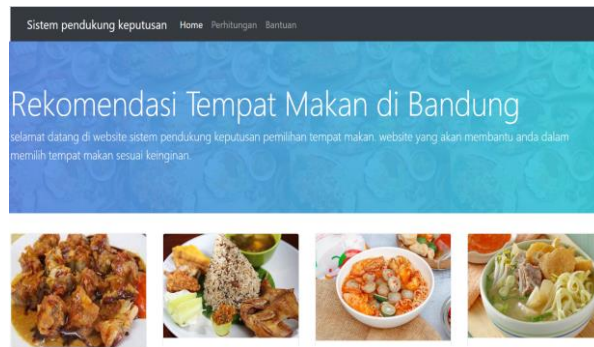 Sistem pendukung keputusan Home Perhitungan Bantuan
Rekomendasi Tempat Makan di Bandung
selamat datang di website sistem pendukung keputusan pemilihan tempat makan. website yang akan membantu anda dalam
memilih tempat makan sesuai keinginan.